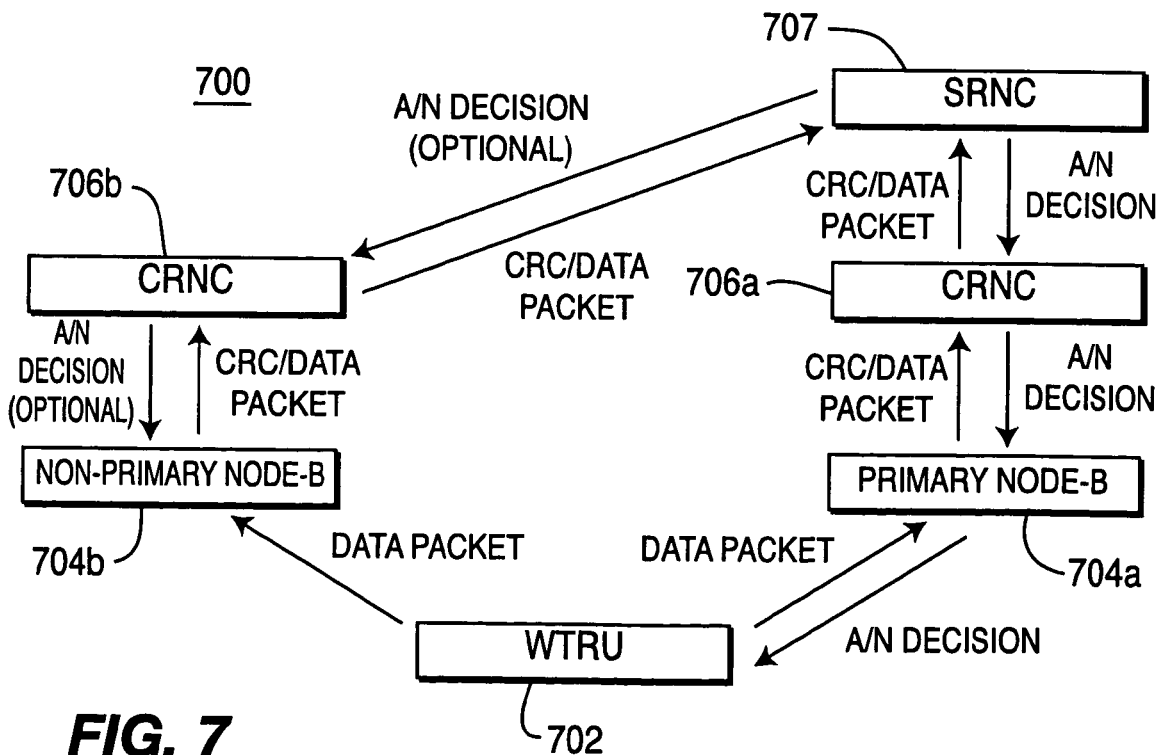 707
700
SRNC
A/N DECISION
(OPTIONAL)
706b
CRC/DATA
PACKET
A/N
DECISION
CRNC
CRC/DATA
PACKET
706a
CRNC
A/N
DECISION
(OPTIONAL)
CRC/DATA
PACKET
CRC/DATA
PACKET
A/N
DECISION
NON-PRIMARY NODE-B
PRIMARY NODE-B
704b
DATA PACKET
DATA PACKET
704a
WTRU
A/N DECISION
702
FIG. 7